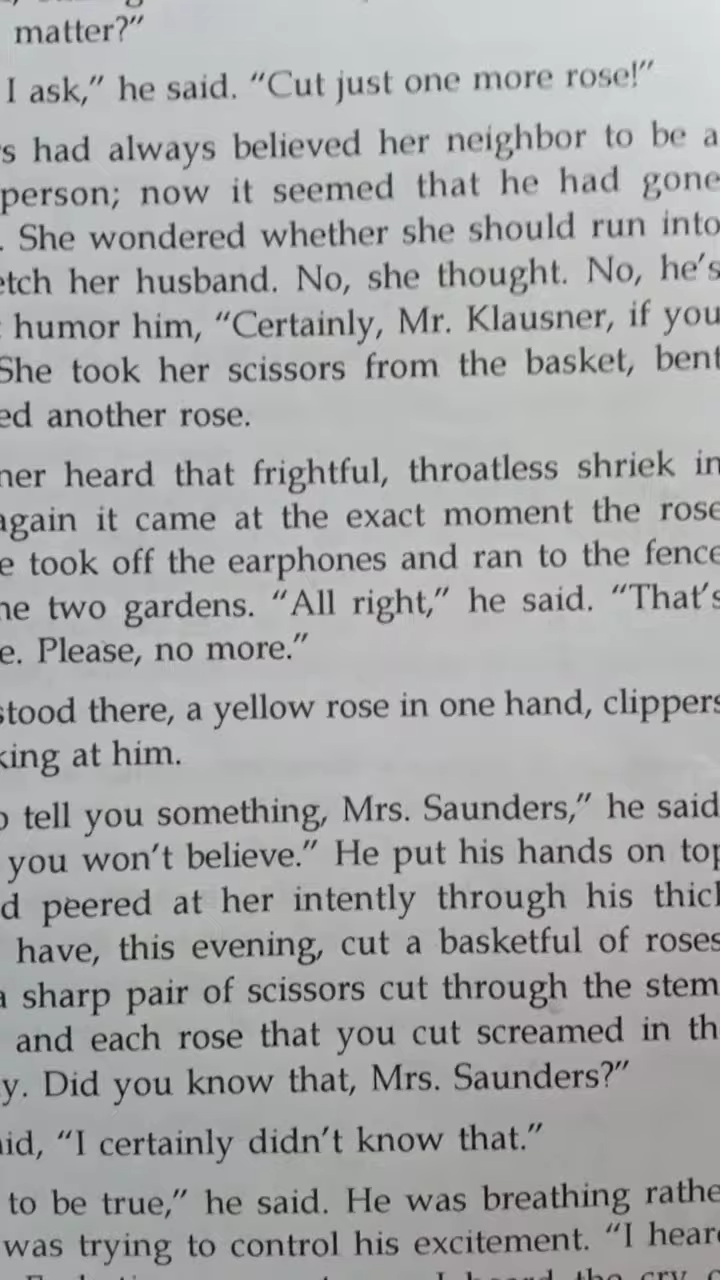 matter?”
I ask,” he said. “Cut just one more rose!”
s had always believed her neighbor to be a
person; now it seemed that he had gone
. She wondered whether she should run into
etch her husband. No, she thought. No, he’s
humor him, “Certainly, Mr. Klausner, if you
She took her scissors from the basket, bent
ed another rose.
ner heard that frightful, throatless shriek in
again it came at the exact moment the rose
e took off the earphones and ran to the fence
he two gardens. “All right,” he said. “That’s
e. Please, no more.”
stood there, a yellow rose in one hand, clippers
king at him.
o tell you something, Mrs. Saunders,” he said
you won’t believe.” He put his hands on top
d peered at her intently through his thick
have, this evening, cut a basketful of roses
a sharp pair of scissors cut through the stem
and each rose that you cut screamed in th
y. Did you know that, Mrs. Saunders?”
aid, “I certainly didn’t know that.”
to be true,” he said. He was breathing rathe
was trying to control his excitement. “I hear
I heard the cry